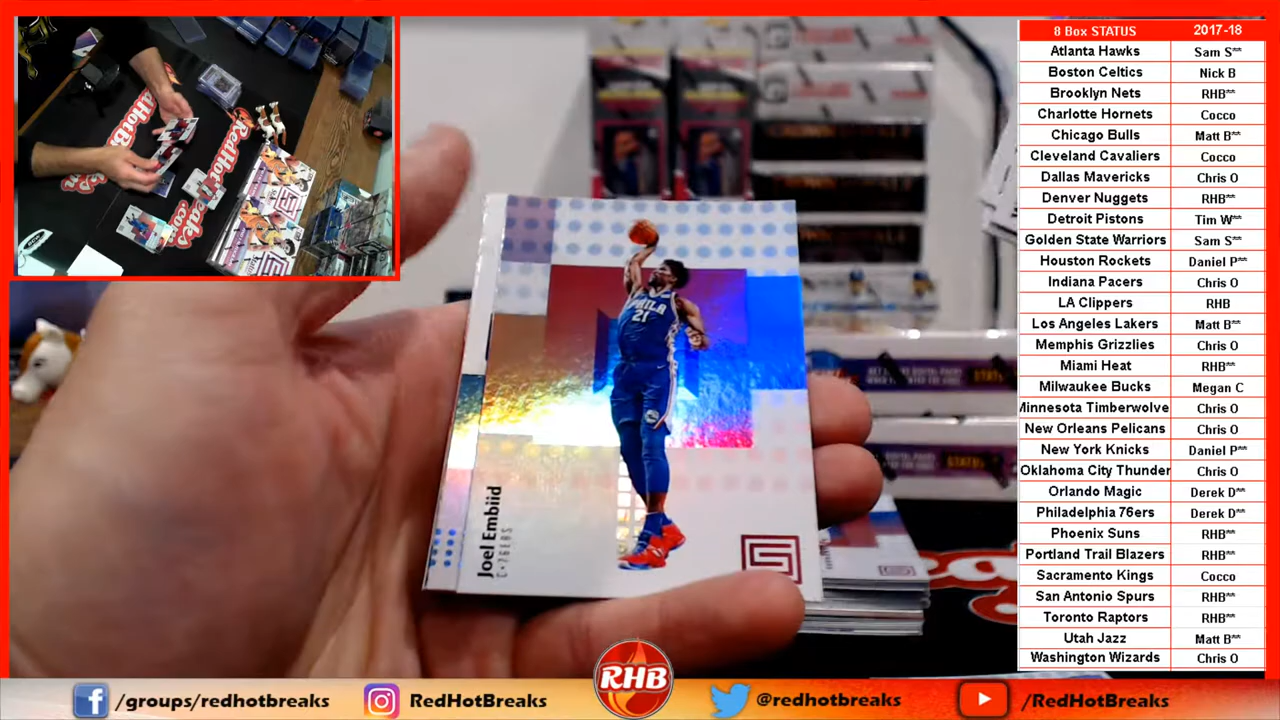 8 Box STATUS 2017-18
Atlanta Hawks Sam S**
Boston Celtics Nick B
Brooklyn Nets RHB**
Charlotte Hornets Cocco
Chicago Bulls Matt B**
Cleveland Cavaliers Cocco
Dallas Mavericks Chris O
Denver Nuggets RHB**
Detroit Pistons Tim W**
Golden State Warriors Sam S**
Houston Rockets Daniel P**
Indiana Pacers Chris O
LA Clippers RHB
Los Angeles Lakers Matt B**
Memphis Grizzlies Chris O
Miami Heat RHB**
Milwaukee Bucks Megan C
Minnesota Timberwolve Chris O
New Orleans Pelicans Chris O
New York Knicks Daniel P**
Oklahoma City Thunder Chris O
Orlando Magic Derek D**
Philadelphia 76ers Derek D**
Phoenix Suns RHB**
Portland Trail Blazers RHB**
Sacramento Kings Cocco
San Antonio Spurs RHB**
Toronto Raptors RHB**
Utah Jazz Matt B**
Washington Wizards Chris O
PHILA
21
Joel Embiid
C•76ERS
RHB
/groups/redhotbreaks
RedHotBreaks
@redhotbreaks
/RedHotBreaks